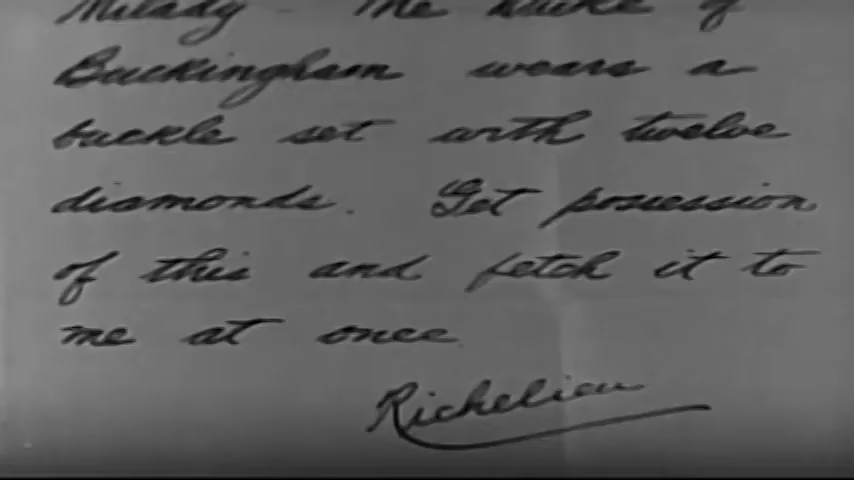 Milady - The Duke of
Buckingham wears a
buckle set with twelve
diamonds. Get possession
of this and fetch it to
me at once.
Richelieu